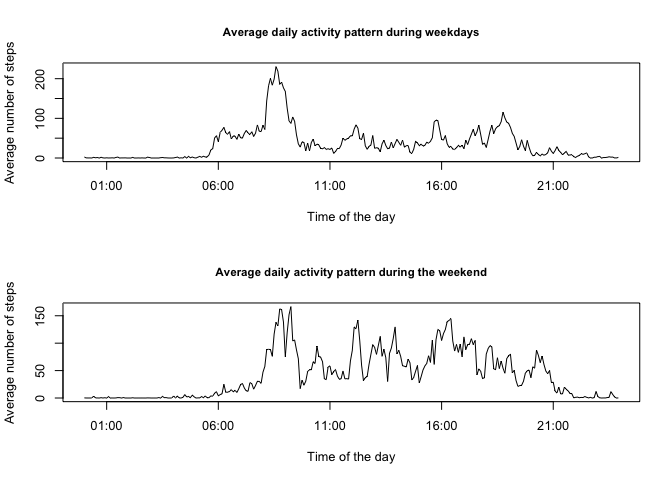 Average daily activity pattern during weekdays
Average number of steps
200
100
0
01:00 06:00 11:00 16:00 21:00
Time of the day
Average daily activity pattern during the weekend
Average number of steps
150
50
0
01:00 06:00 11:00 16:00 21:00
Time of the day